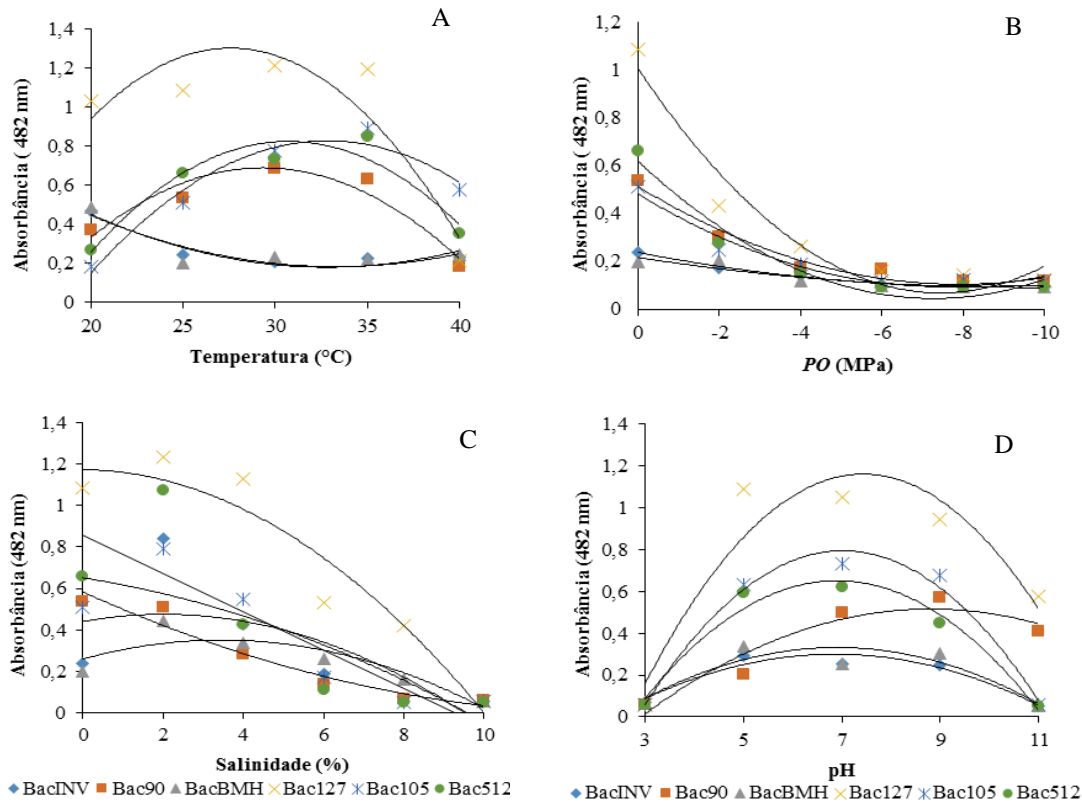 A
Absorbância ( 482 nm)
1,4
1,2
1
0,8
0,6
0,4
0,2
0
20 25 30 35 40
Temperatura (°C)
B
Absorbância ( 482 nm)
1,2
1
0,8
0,6
0,4
0,2
0
0 -2 -4 -6 -8 -10
PO (MPa)
C
Absorbância (482 nm)
1,4
1,2
1
0,8
0,6
0,4
0,2
0
0 2 4 6 8 10
Salinidade (%)
BacINV Bac90 BacBMH Bac127 Bac105 Bac512
D
Absorbância (482 nm)
1,4
1,2
1
0,8
0,6
0,4
0,2
0
3 5 7 9 11
pH
BacINV Bac90 BacBMH Bac127 Bac105 Bac512